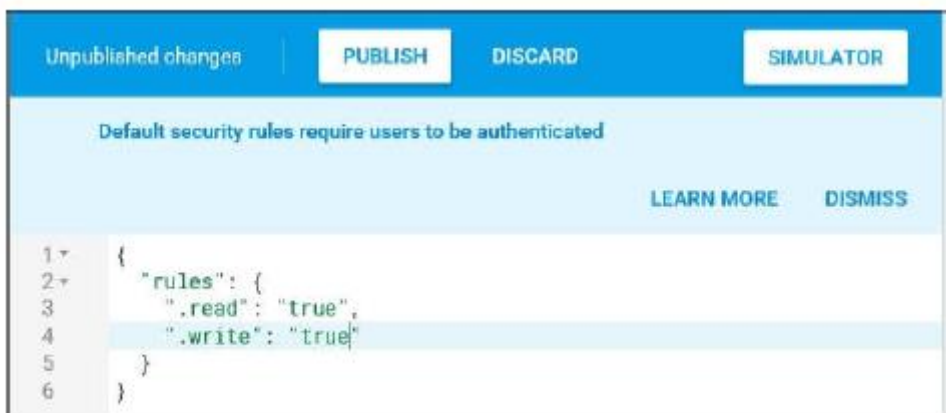 Unpublished changes PUBLISH DISCARD SIMULATOR
Default security rules require users to be authenticated
LEARN MORE DISMISS
1 {
2 "rules": {
3 ".read": "true",
4 ".write": "true"
5 }
6 }